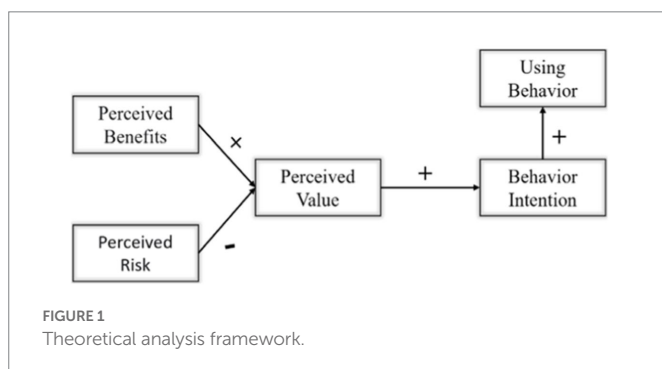 Using
Behavior
Perceived
Benefits
×
Perceived
Value
+
+
Behavior
Intention
Perceived
Risk
-
FIGURE 1
Theoretical analysis framework.